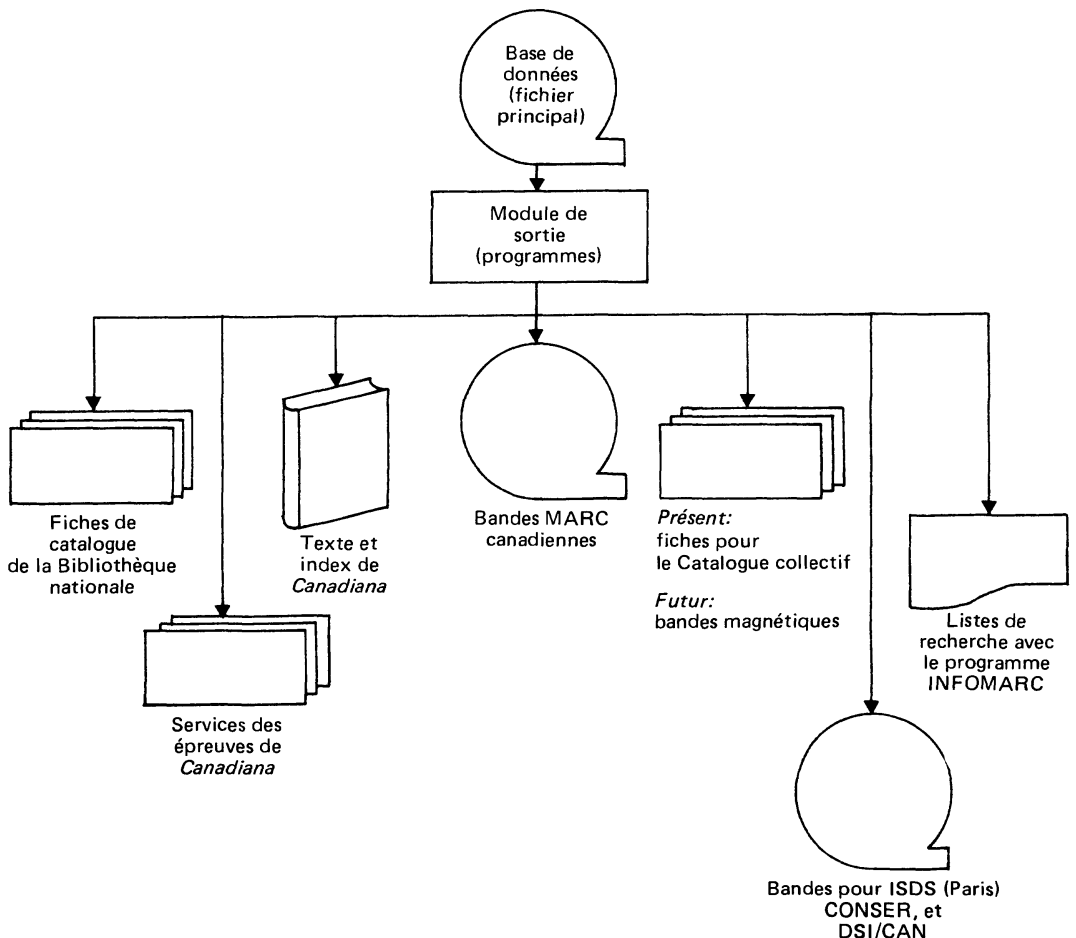 Base de
données
(fichier
principal)
Module de
sortie
(programmes)
Fiches de
catalogue
de la Bibliothèque
nationale
Services des
épreuves de
Canadiana
Texte et
index de
Canadiana
Bandes MARC
canadiennes
Présent:
fiches pour
le Catalogue collectif
Futur:
bandes magnétiques
Bandes pour ISDS (Paris)
CONSER, et
DSI/CAN
Listes de
recherche avec
le programme
INFOMARC